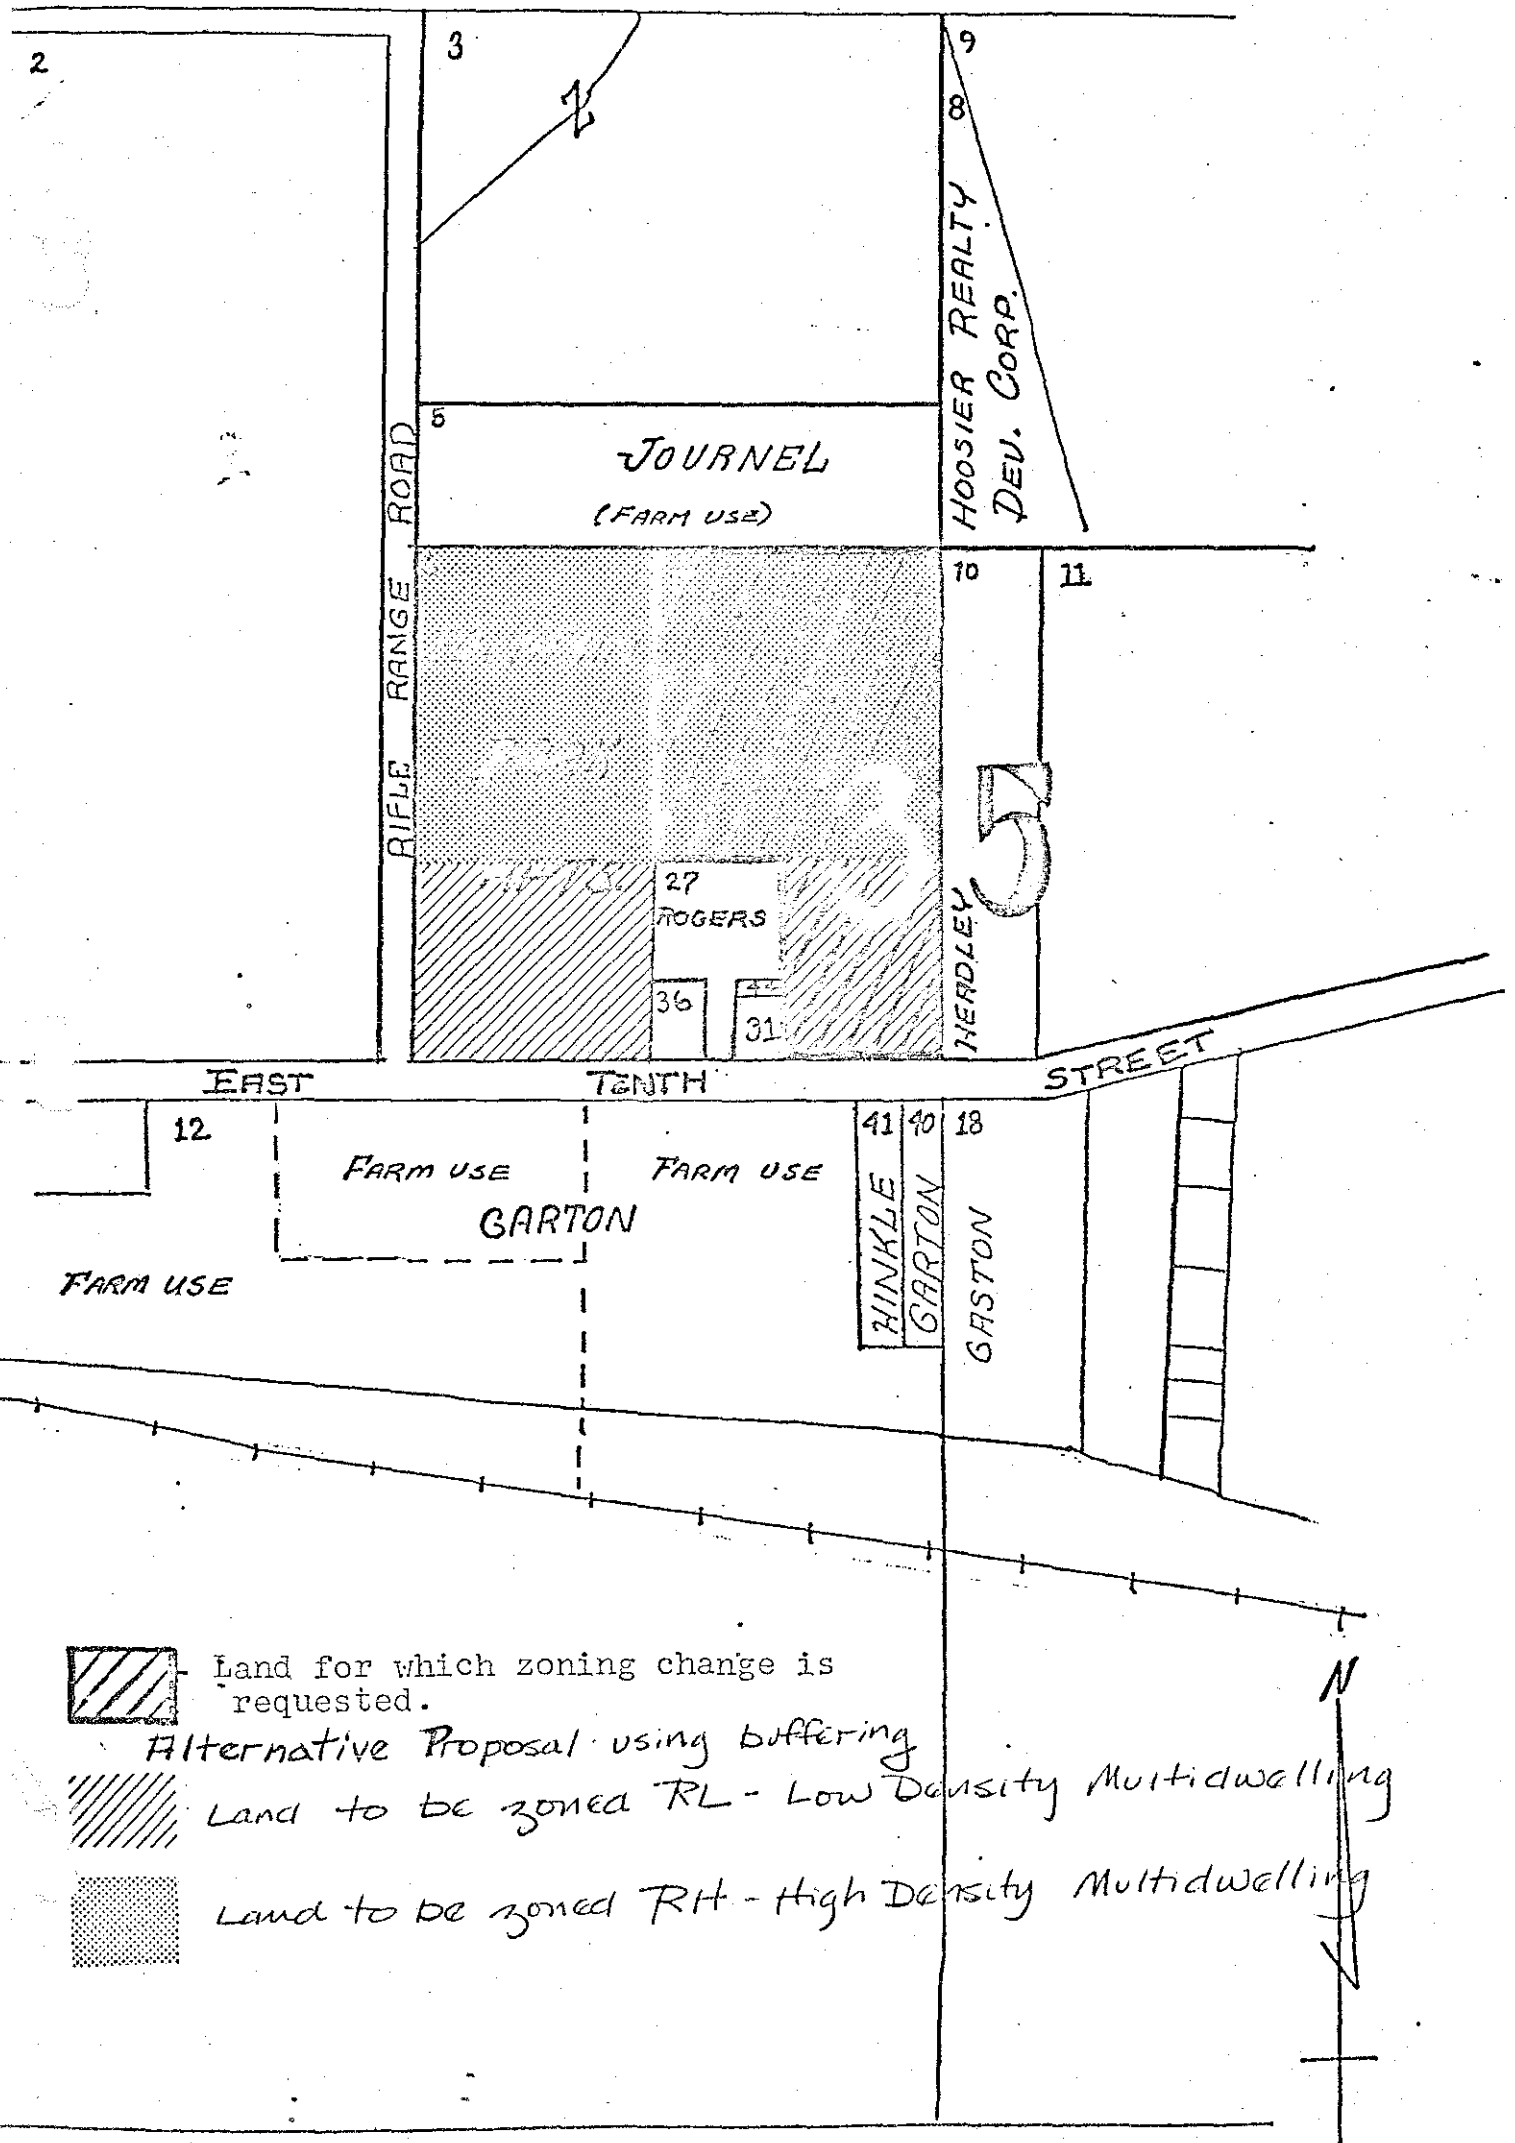 2
3
9
8
HOOSIER REALTY
DEV. CORP.
5
JOURNEL
(FARM USE)
RIFLE RANGE ROAD
10
11
5
27
ROGERS
36
44
31
HEADLEY
EAST TENTH STREET
12
FARM USE
FARM USE
GARTON
FARM USE
41
40
18
HINKLE
GARTON
GASTON
Land for which zoning change is
requested.
Alternative Proposal using buffering
Land to be zoned RL - Low Density Multidwelling
Land to be zoned RH - High Density Multidwelling
N